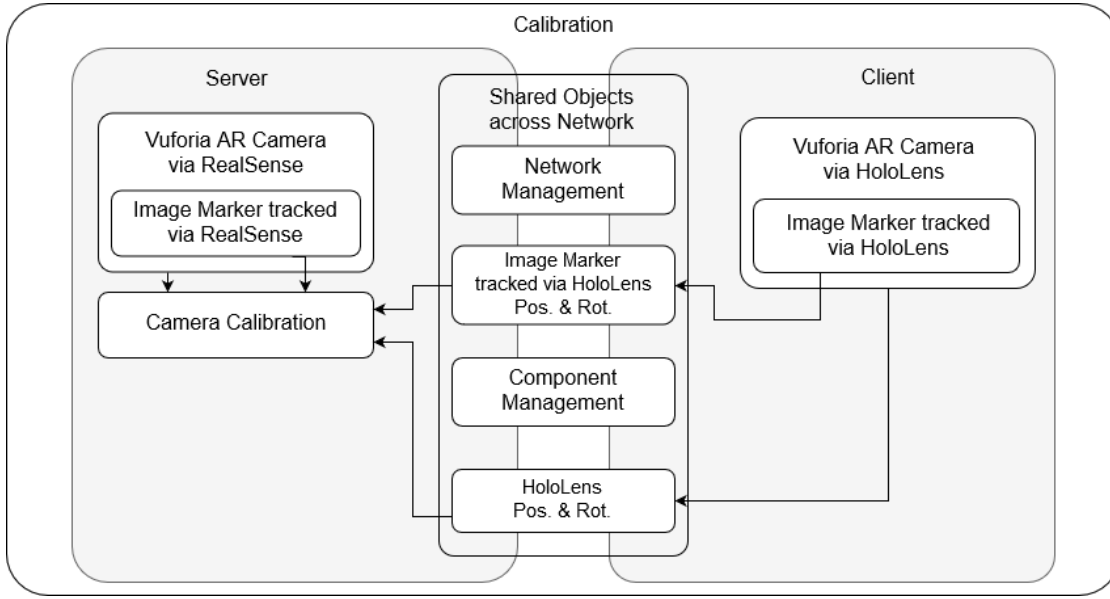 Calibration
Server
Vuforia AR Camera
via RealSense
Image Marker tracked
via RealSense
Camera Calibration
Shared Objects
across Network
Network
Management
Image Marker
tracked via HoloLens
Pos. & Rot.
Component
Management
HoloLens
Pos. & Rot.
Client
Vuforia AR Camera
via HoloLens
Image Marker tracked
via HoloLens